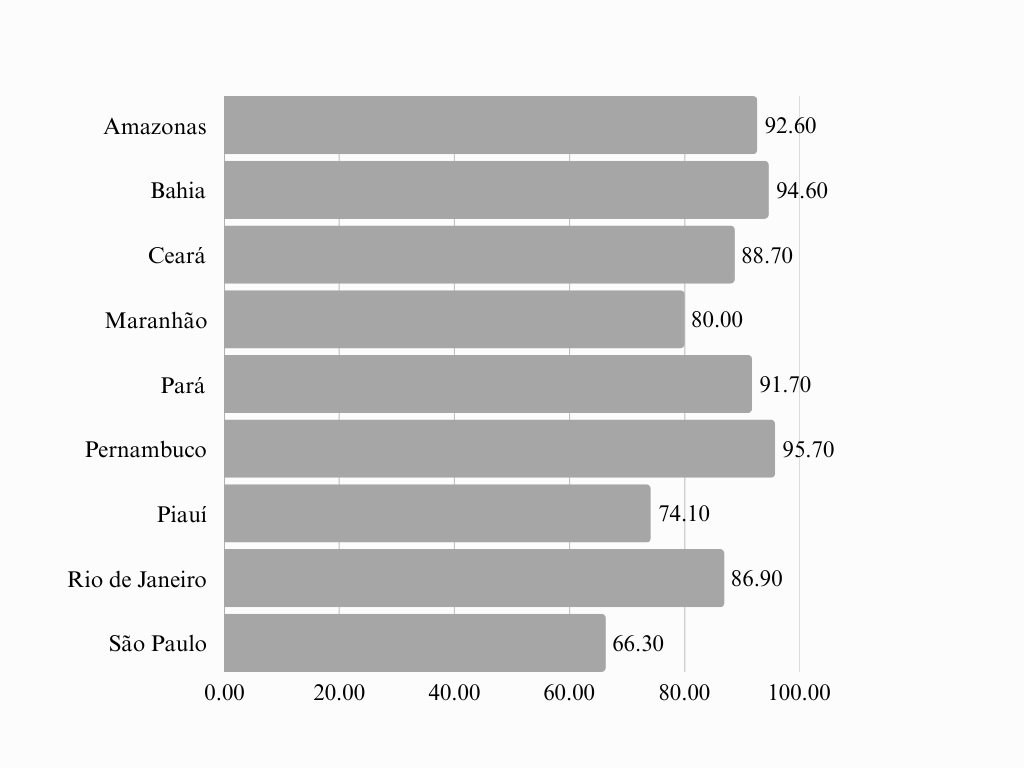 Amazonas 92.60
Bahia 94.60
Ceará 88.70
Maranhão 80.00
Pará 91.70
Pernambuco 95.70
Piauí 74.10
Rio de Janeiro 86.90
São Paulo 66.30
0.00 20.00 40.00 60.00 80.00 100.00